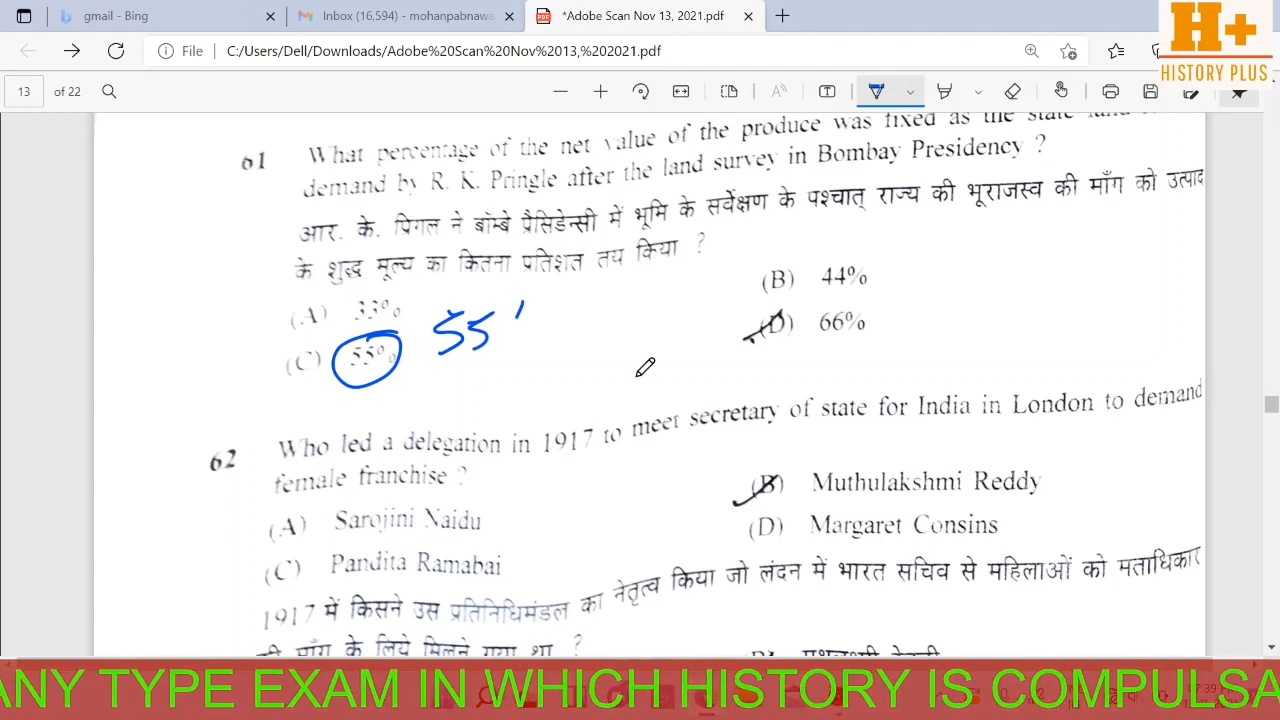 gmail - Bing
Inbox (16,594) - mohanpabnawa
*Adobe Scan Nov 13, 2021.pdf
H+
HISTORY PLUS
File
C:/Users/Dell/Downloads/Adobe%20Scan%20Nov%2013,%202021.pdf
13 of 22
61 What percentage of the net value of the produce was fixed as the state land
demand by R. K. Pringle after the land survey in Bombay Presidency ?
आर. के. प्रिंगल ने बॉम्बे प्रैसिडेन्सी में भूमि के सर्वेक्षण के पश्चात् राज्य की भूराजस्व की माँग को उत्पाद
के शुद्ध मूल्य का कितना प्रतिशत तय किया ?
(A) 33%
(B) 44%
(C) 55%
55'
(D) 66%
62 Who led a delegation in 1917 to meet secretary of state for India in London to demand
female franchise ?
(A) Sarojini Naidu
(B) Muthulakshmi Reddy
(C) Pandita Ramabai
(D) Margaret Consins
1917 में किसने उस प्रतिनिधिमंडल का नेतृत्व किया जो लंदन में भारत सचिव से महिलाओं को मताधिकार
की माँग के लिये मिलने गया था ?
ANY TYPE EXAM IN WHICH HISTORY IS COMPULSA